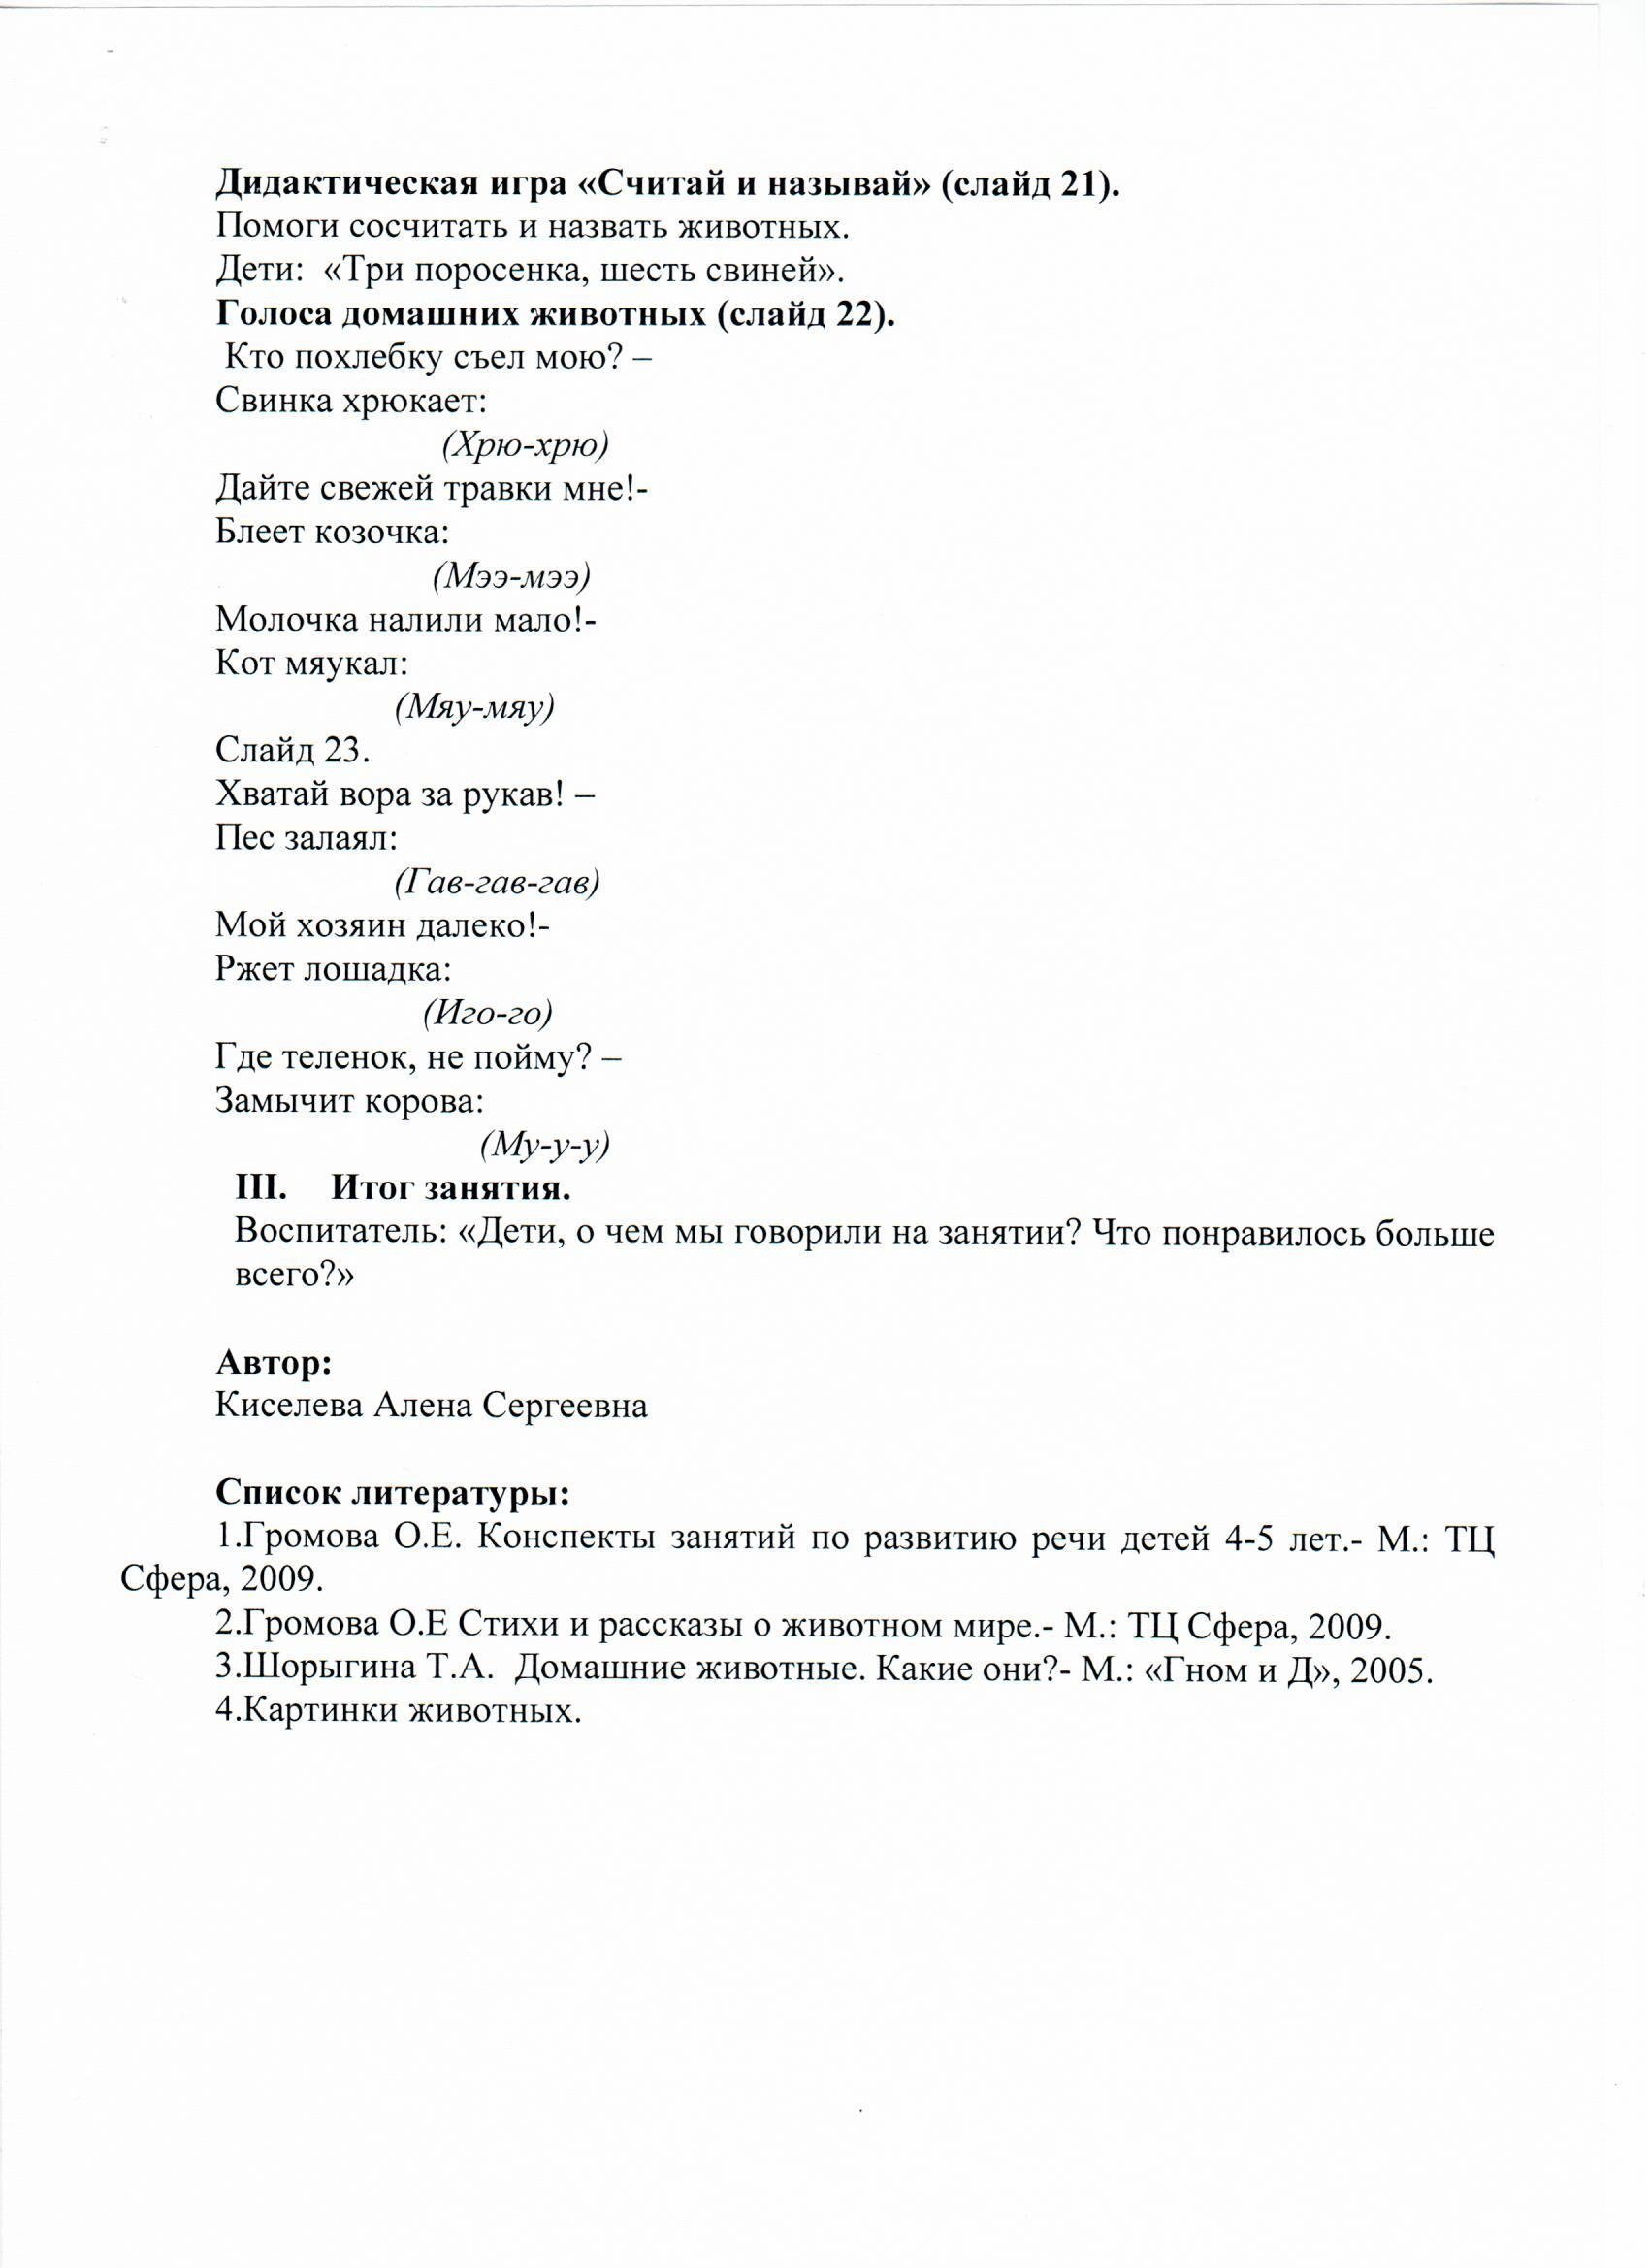 Дидактическая игра «Считай и называй» (слайд 21).
Помоги сосчитать и назвать животных.
Дети:  «Три поросенка, шесть свиней».
Голоса домашних животных (слайд 22).
Кто похлебку съел мою? –
Свинка хрюкает:
(Хрю-хрю)
Дайте свежей травки мне!-
Блеет козочка:
(Мээ-мээ)
Молочка налили мало!-
Кот мяукал:
(Мяу-мяу)
Слайд 23.
Хватай вора за рукав! –
Пес залаял:
(Гав-гав-гав)
Мой хозяин далеко!-
Ржет лошадка:
(Иго-го)
Где теленок, не пойму? –
Замычит корова:
(Му-у-у)
III. Итог занятия.
Воспитатель: «Дети, о чем мы говорили на занятии? Что понравилось больше
всего?»
Автор:
Киселева Алена Сергеевна
Список литературы:
1.Громова О.Е. Конспекты занятий по развитию речи детей 4-5 лет.- М.: ТЦ
Сфера, 2009.
2.Громова О.Е Стихи и рассказы о животном мире.- М.: ТЦ Сфера, 2009.
3.Шорыгина Т.А.  Домашние животные. Какие они?- М.: «Гном и Д», 2005.
4.Картинки животных.